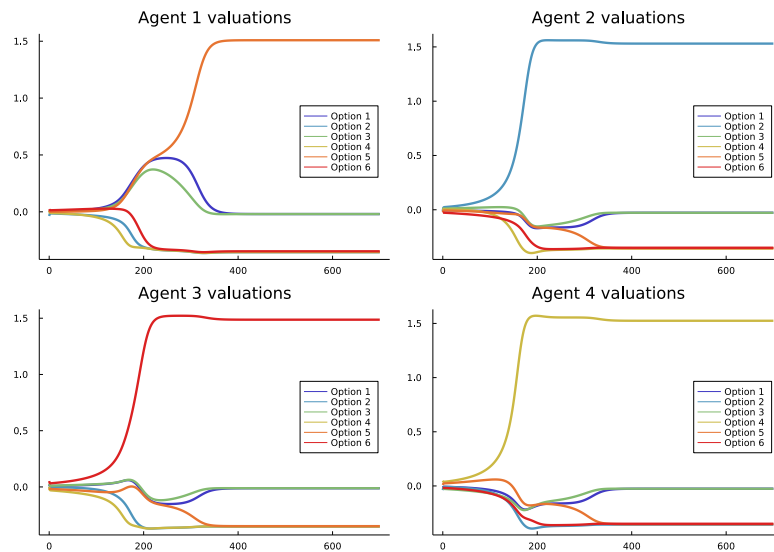 Agent 1 valuations
1.5
1.0
0.5
0.0
0
200
400
600
Option 1
Option 2
Option 3
Option 4
Option 5
Option 6
Agent 2 valuations
1.5
1.0
0.5
0.0
0
200
400
600
Option 1
Option 2
Option 3
Option 4
Option 5
Option 6
Agent 3 valuations
1.5
1.0
0.5
0.0
0
200
400
600
Option 1
Option 2
Option 3
Option 4
Option 5
Option 6
Agent 4 valuations
1.5
1.0
0.5
0.0
0
200
400
600
Option 1
Option 2
Option 3
Option 4
Option 5
Option 6